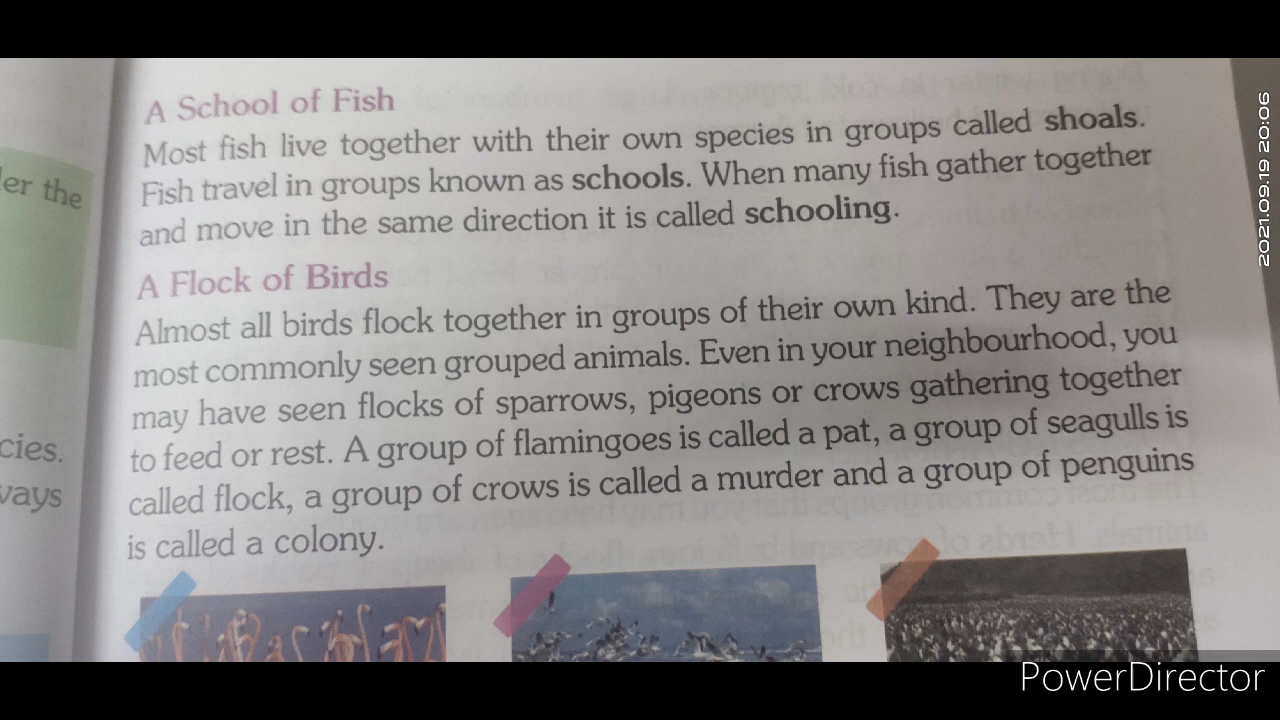 A School of Fish
Most fish live together with their own species in groups called shoals.
Fish travel in groups known as schools. When many fish gather together
and move in the same direction it is called schooling.
A Flock of Birds
Almost all birds flock together in groups of their own kind. They are the
most commonly seen grouped animals. Even in your neighbourhood, you
may have seen flocks of sparrows, pigeons or crows gathering together
to feed or rest. A group of flamingoes is called a pat, a group of seagulls is
called flock, a group of crows is called a murder and a group of penguins
is called a colony.
the
cies.
2021.09.19 20:06
PowerDirector